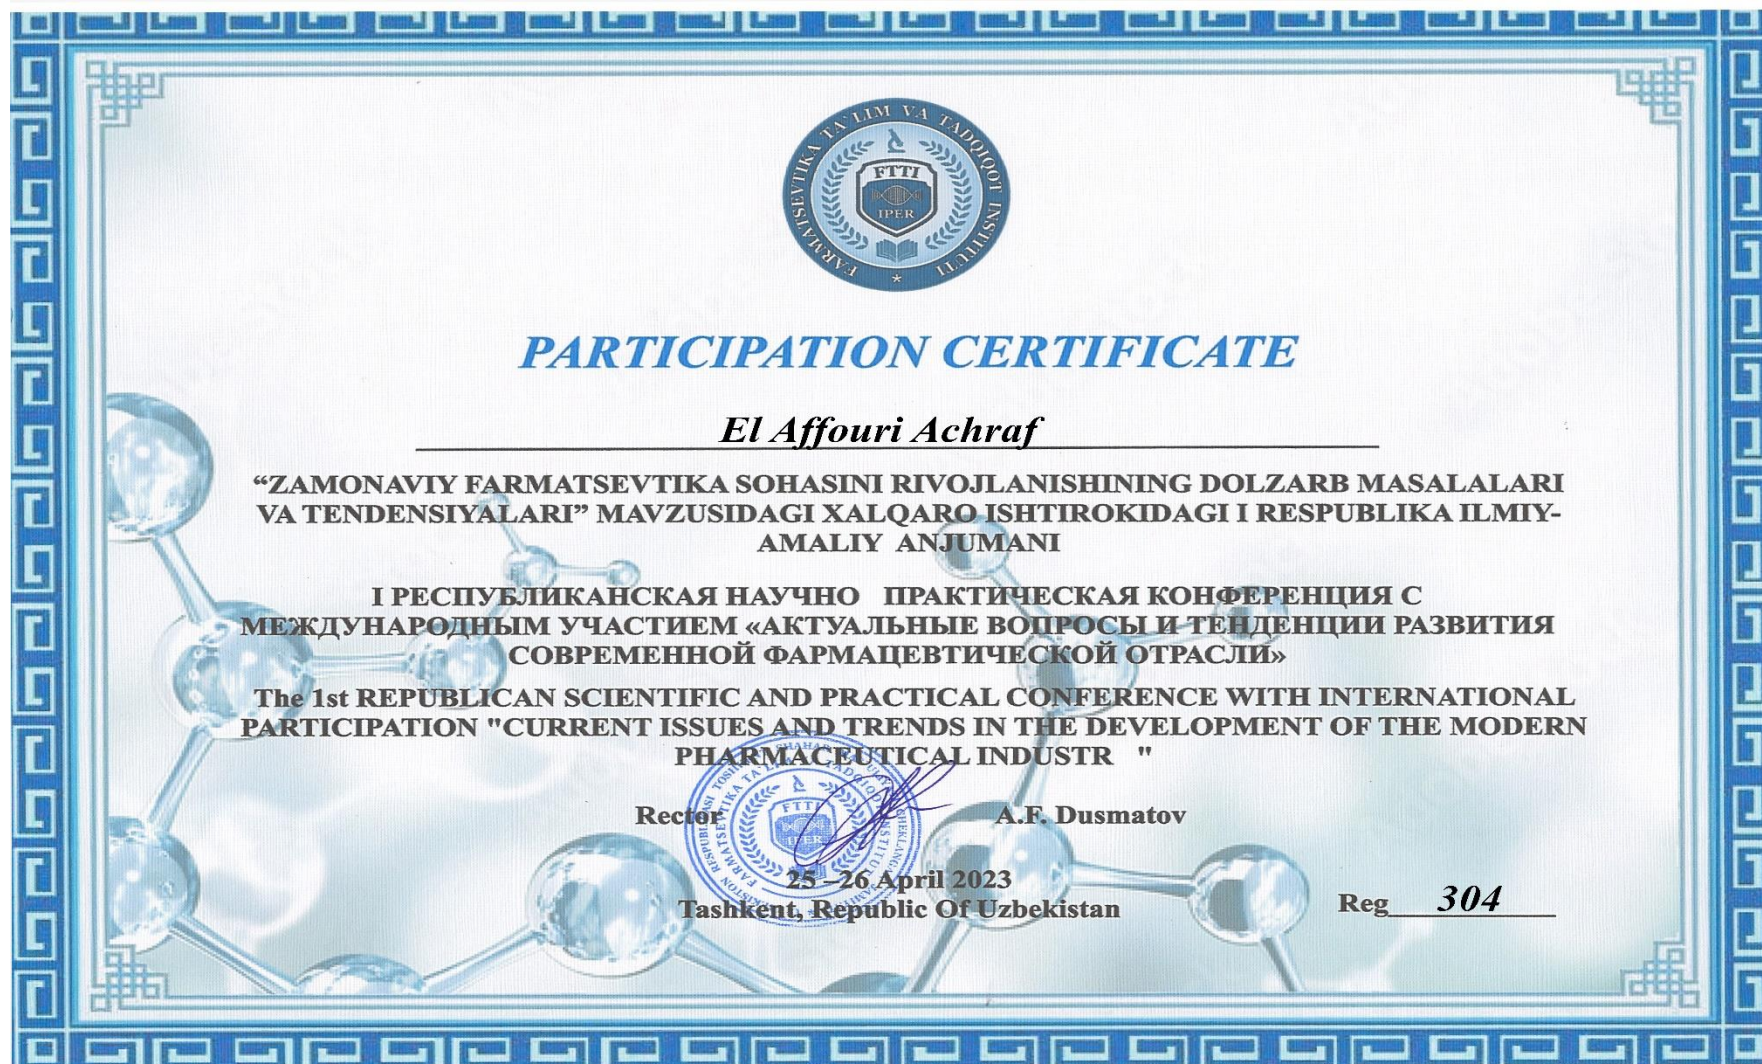 FARMATSEVTIKA TA`LIM VA TADQIQOT INSTITUTI
FTTI
IPER
PARTICIPATION CERTIFICATE
El Affouri Achraf
“ZAMONAVIY FARMATSEVTIKA SOHASINI RIVOJLANISHINING DOLZARB MASALALARI
VA TENDENSIYALARI” MAVZUSIDAGI XALQARO ISHTIROKIDAGI I RESPUBLIKA ILMIY-
AMALIY ANJUMANI
I РЕСПУБЛИКАНСКАЯ НАУЧНО ПРАКТИЧЕСКАЯ КОНФЕРЕНЦИЯ С
МЕЖДУНАРОДНЫМ УЧАСТИЕМ «АКТУАЛЬНЫЕ ВОПРОСЫ И ТЕНДЕНЦИИ РАЗВИТИЯ
СОВРЕМЕННОЙ ФАРМАЦЕВТИЧЕСКОЙ ОТРАСЛИ»
The 1st REPUBLICAN SCIENTIFIC AND PRACTICAL CONFERENCE WITH INTERNATIONAL
PARTICIPATION "CURRENT ISSUES AND TRENDS IN THE DEVELOPMENT OF THE MODERN
PHARMACEUTICAL INDUSTR "
Rector A.F. Dusmatov
FTTI
IPER
25 –26 April 2023
Tashkent, Republic Of Uzbekistan
Reg 304